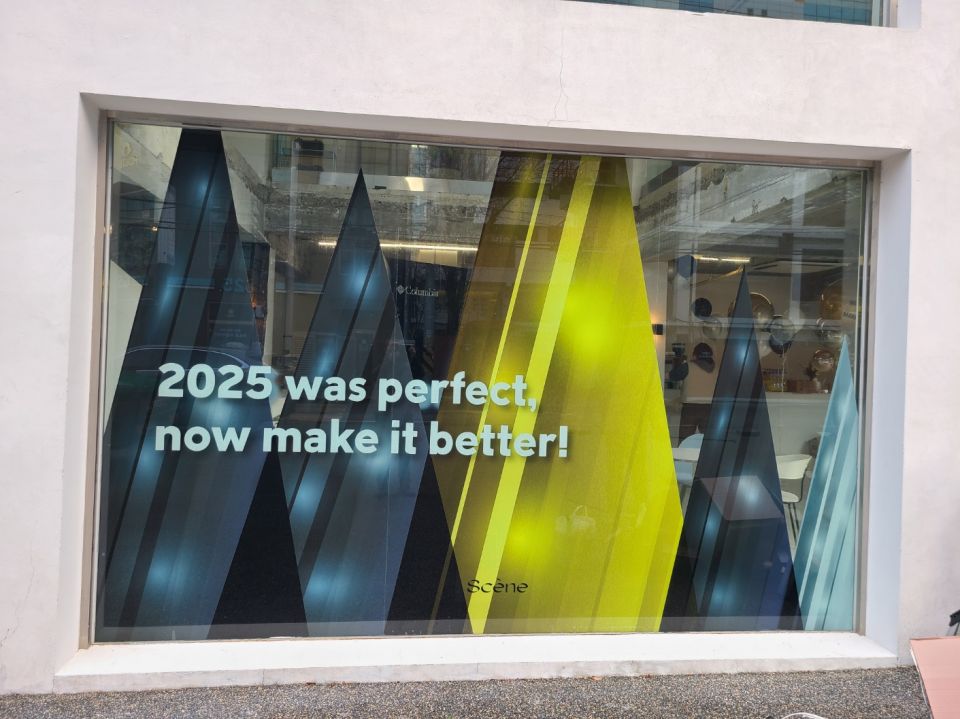 Columbia
2025 was perfect,
now make it better!
Scène